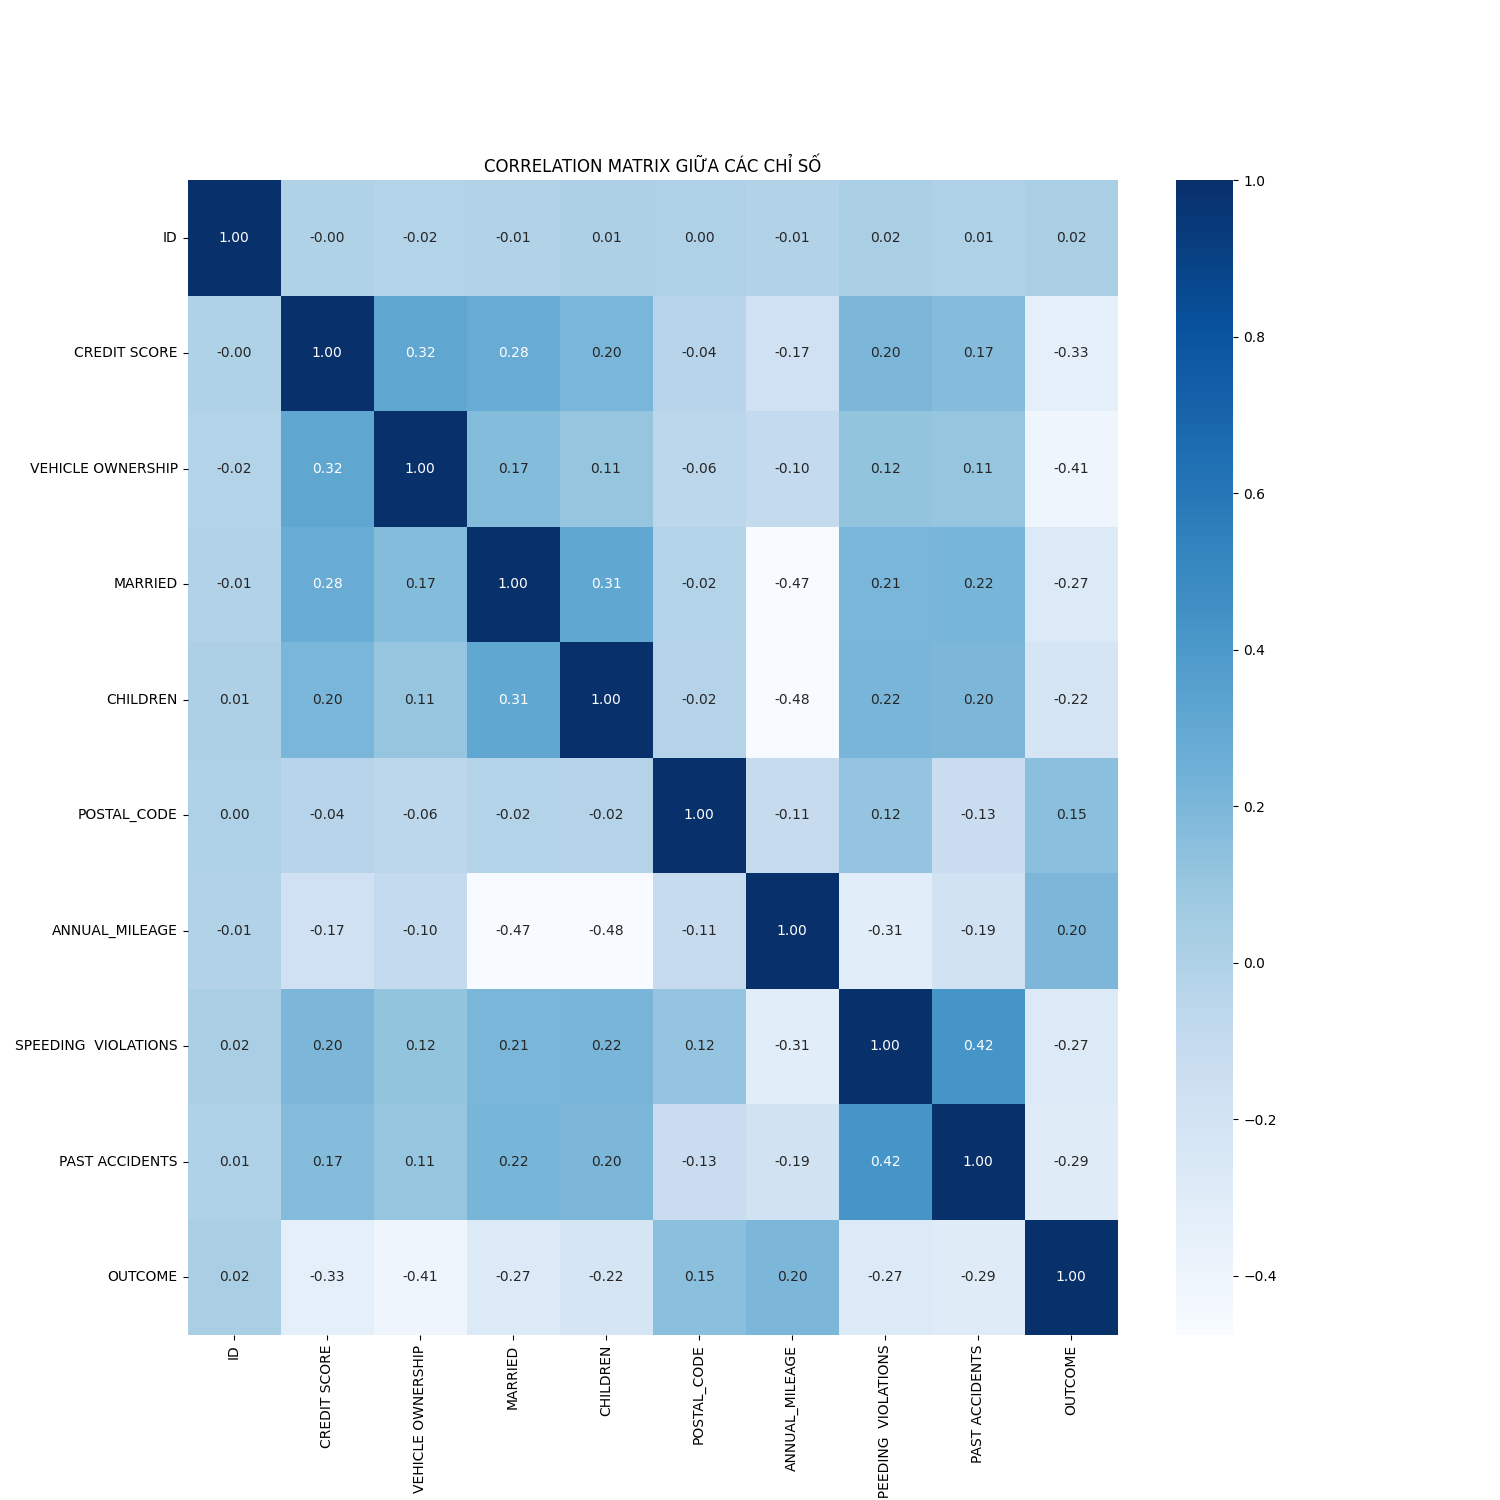 CORRELATION MATRIX GIỮA CÁC CHỈ SỐ
ID 1.00 -0.00 -0.02 -0.01 0.01 0.00 -0.01 0.02 0.01 0.02
CREDIT SCORE -0.00 1.00 0.32 0.28 0.20 -0.04 -0.17 0.20 0.17 -0.33
VEHICLE OWNERSHIP -0.02 0.32 1.00 0.17 0.11 -0.06 -0.10 0.12 0.11 -0.41
MARRIED -0.01 0.28 0.17 1.00 0.31 -0.02 -0.47 0.21 0.22 -0.27
CHILDREN 0.01 0.20 0.11 0.31 1.00 -0.02 -0.48 0.22 0.20 -0.22
POSTAL_CODE 0.00 -0.04 -0.06 -0.02 -0.02 1.00 -0.11 0.12 -0.13 0.15
ANNUAL_MILEAGE -0.01 -0.17 -0.10 -0.47 -0.48 -0.11 1.00 -0.31 -0.19 0.20
SPEEDING  VIOLATIONS 0.02 0.20 0.12 0.21 0.22 0.12 -0.31 1.00 0.42 -0.27
PAST ACCIDENTS 0.01 0.17 0.11 0.22 0.20 -0.13 -0.19 0.42 1.00 -0.29
OUTCOME 0.02 -0.33 -0.41 -0.27 -0.22 0.15 0.20 -0.27 -0.29 1.00
ID
CREDIT SCORE
VEHICLE OWNERSHIP
MARRIED
CHILDREN
POSTAL_CODE
ANNUAL_MILEAGE
PEEDING  VIOLATIONS
PAST ACCIDENTS
OUTCOME
1.0
0.8
0.6
0.4
0.2
0.0
−0.2
−0.4